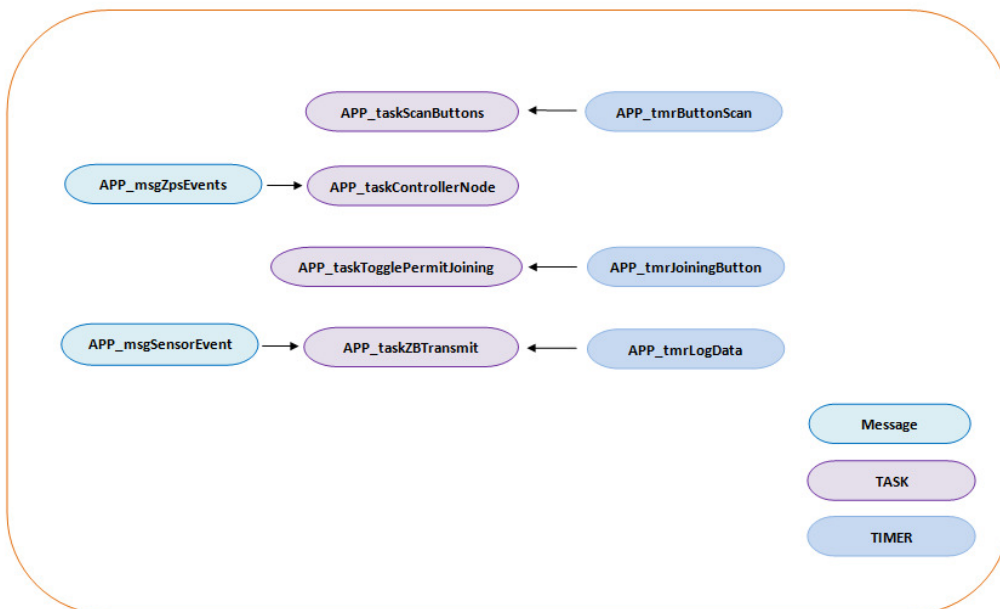 APP_taskScanButtons
APP_tmrButtonScan
APP_msgZpsEvents
APP_taskControllerNode
APP_taskTogglePermitJoining
APP_tmrJoiningButton
APP_msgSensorEvent
APP_taskZBTransmit
APP_tmrLogData
Message
TASK
TIMER